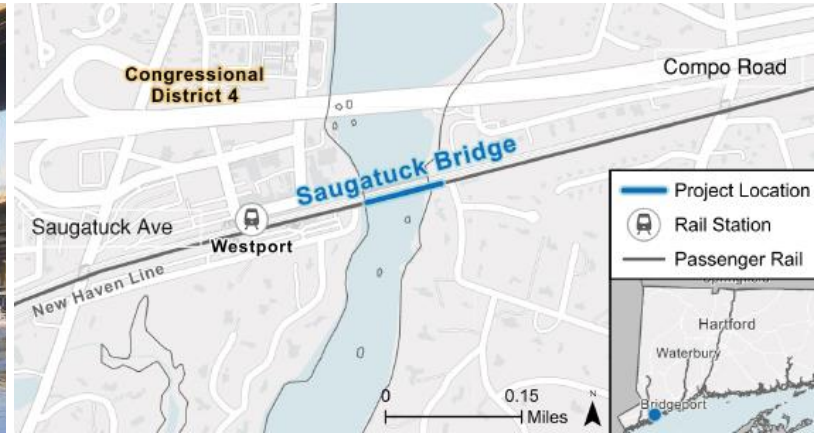 Congressional
District 4
Compo Road
Saugatuck Bridge
Saugatuck Ave
Westport
New Haven Line
0
0.15
Miles
N
Project Location
Rail Station
Passenger Rail
Hartford
Waterbury
Bridgeport